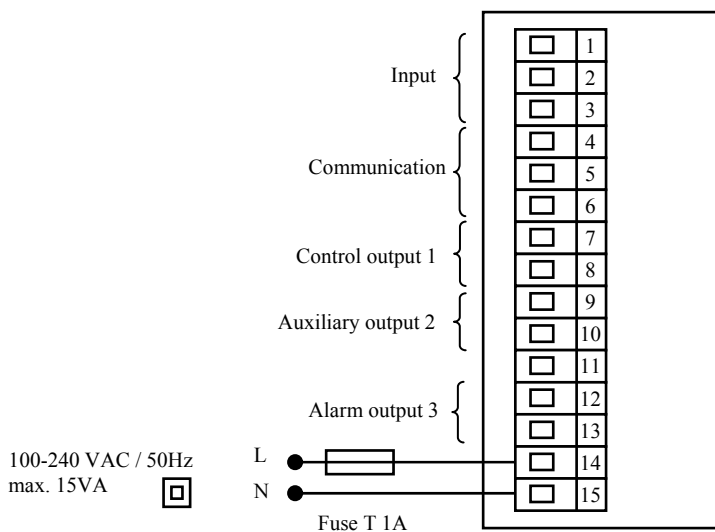 1
Input
2
3
4
Communication
5
6
7
Control output 1
8
9
Auxiliary output 2
10
11
12
Alarm output 3
13
100-240 VAC / 50Hz
max. 15VA
L
14
N
15
Fuse T 1A